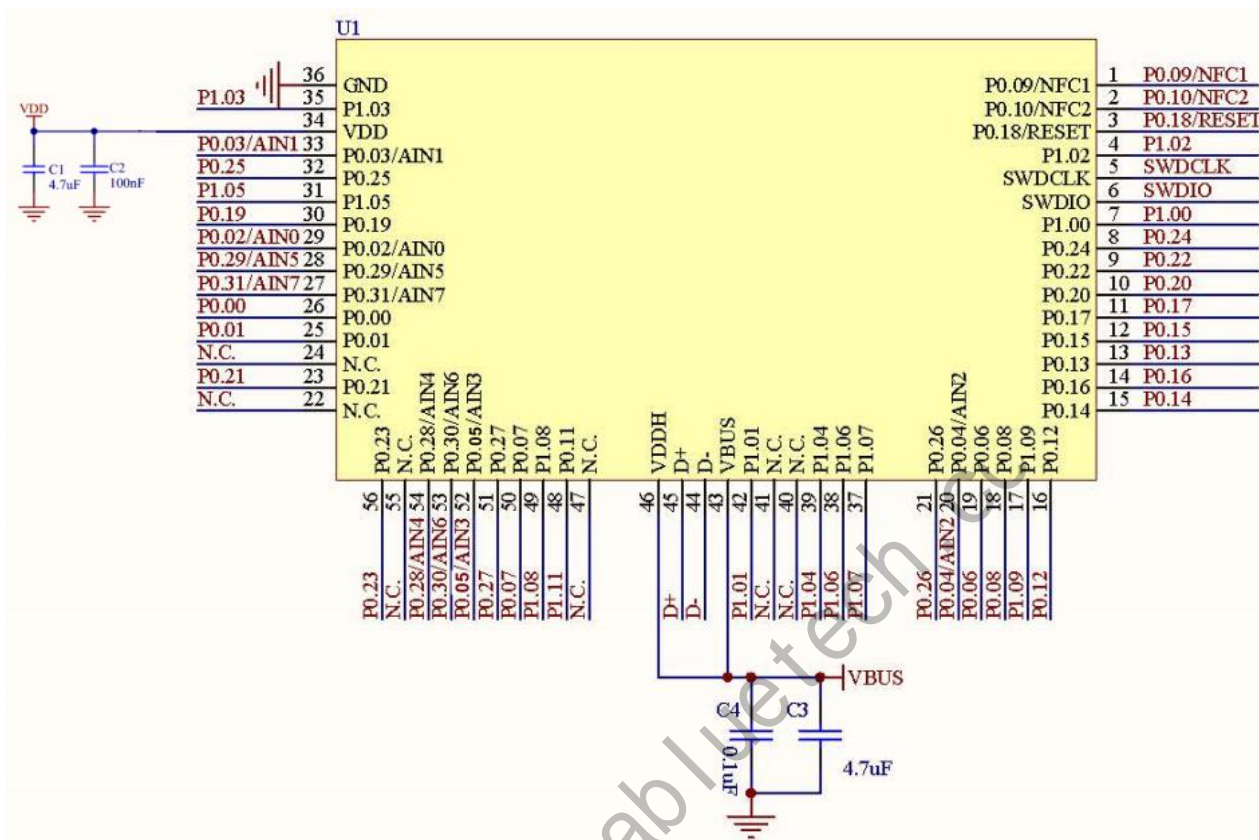 U1
VDD
C1
4.7uF
C2
100nF
36 GND
P1.03 35 P1.03
34 VDD
P0.03/AIN1 33 P0.03/AIN1
P0.25 32 P0.25
P1.05 31 P1.05
P0.19 30 P0.19
P0.02/AIN0 29 P0.02/AIN0
P0.29/AIN5 28 P0.29/AIN5
P0.31/AIN7 27 P0.31/AIN7
P0.00 26 P0.00
P0.01 25 P0.01
N.C. 24 N.C.
P0.21 23 P0.21
N.C. 22 N.C.
P0.09/NFC1 1 P0.09/NFC1
P0.10/NFC2 2 P0.10/NFC2
P0.18/RESET 3 P0.18/RESET
P1.02 4 P1.02
SWDCLK 5 SWDCLK
SWDIO 6 SWDIO
P1.00 7 P1.00
P0.24 8 P0.24
P0.22 9 P0.22
P0.20 10 P0.20
P0.17 11 P0.17
P0.15 12 P0.15
P0.13 13 P0.13
P0.16 14 P0.16
P0.14 15 P0.14
P0.23 56 P0.23
N.C. 55 N.C.
P0.28/AIN4 54 P0.28/AIN4
P0.30/AIN6 53 P0.30/AIN6
P0.05/AIN3 52 P0.05/AIN3
P0.27 51 P0.27
P0.07 50 P0.07
P1.08 49 P1.08
P0.11 48 P1.11
N.C. 47 N.C.
VDDH 46
D+ 45 D+
D- 44 D-
VBUS 43
P1.01 42 P1.01
N.C. 41 N.C.
N.C. 40 N.C.
P1.04 39 P1.04
P1.06 38 P1.06
P1.07 37 P1.07
P0.26 21 P0.26
P0.04/AIN2 20 P0.04/AIN2
P0.06 19 P0.06
P0.08 18 P0.08
P1.09 17 P1.09
P0.12 16 P0.12
VBUS
C4
0.1uF
C3
4.7uF